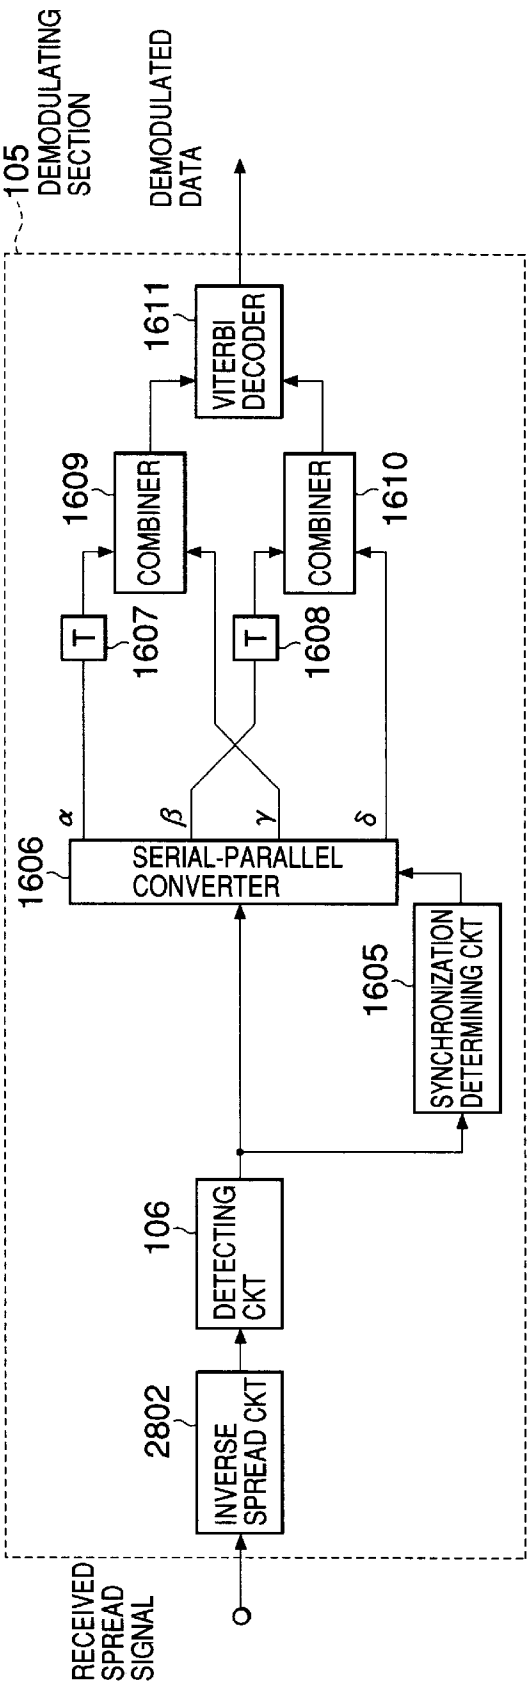 105
DEMODULATING
SECTION
RECEIVED
SPREAD
SIGNAL
2802
INVERSE
SPREAD CKT
106
DETECTING
CKT
1605
SYNCHRONIZATION
DETERMINING CKT
1606
SERIAL-PARALLEL
CONVERTER
α
β
γ
δ
T
1607
T
1608
1609
COMBINER
COMBINER
1610
1611
VITERBI
DECODER
DEMODULATED
DATA